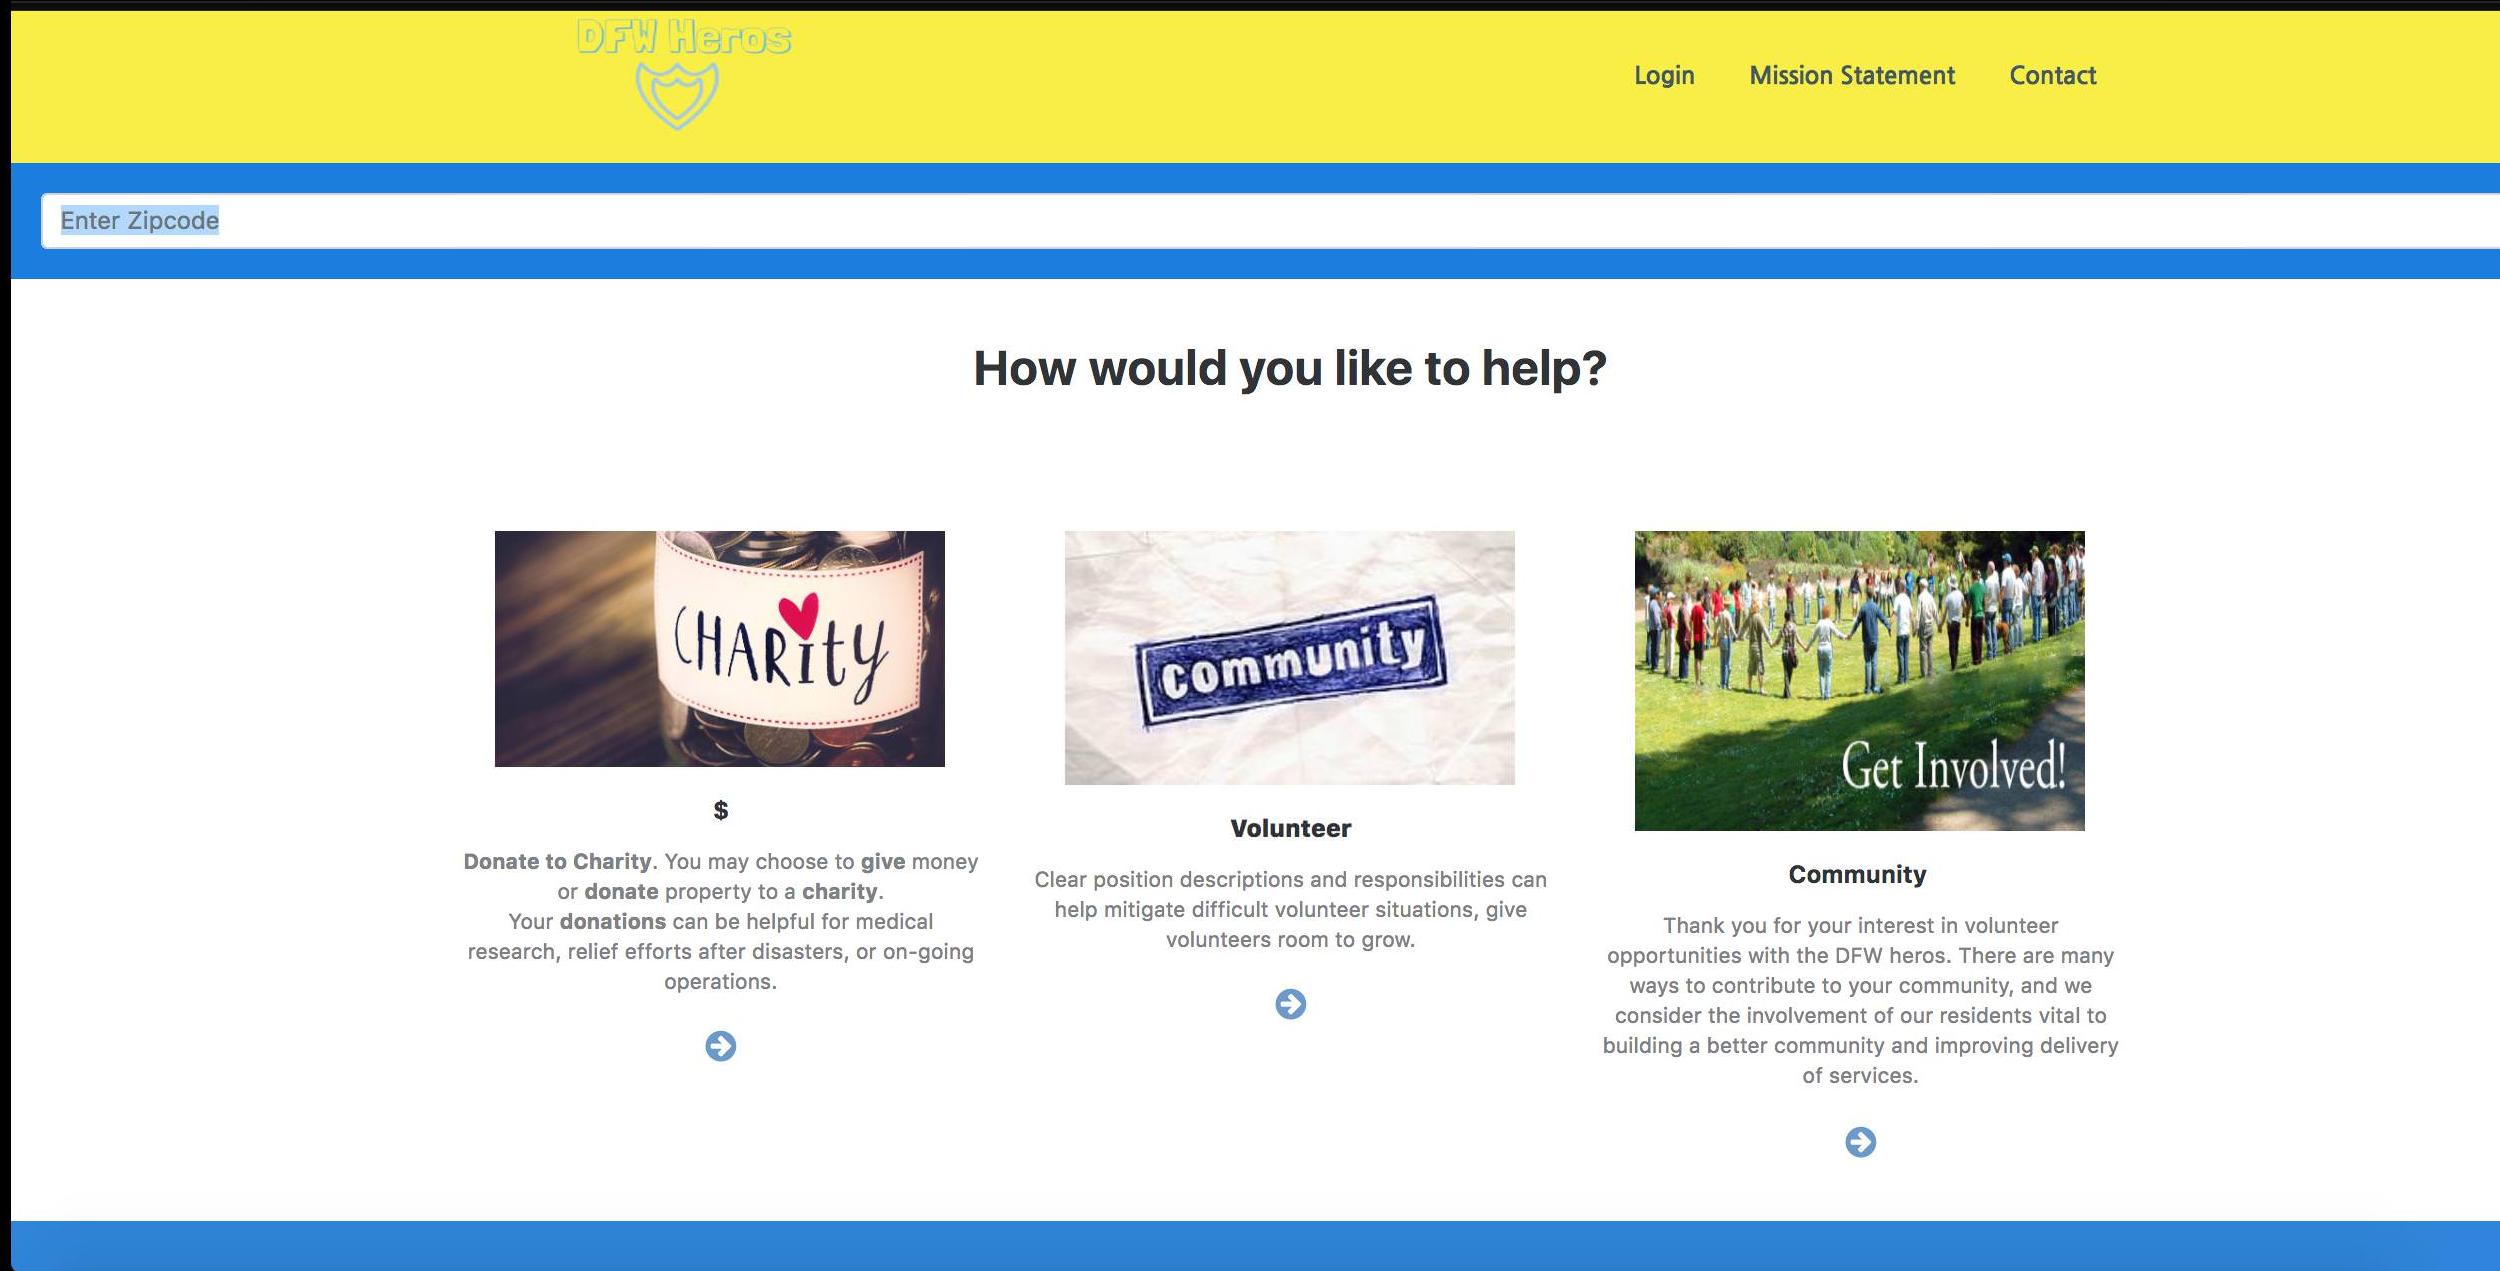 DFW Heros
Login Mission Statement Contact
Enter Zipcode
How would you like to help?
CHARity
$
Donate to Charity. You may choose to give money
or donate property to a charity.
Your donations can be helpful for medical
research, relief efforts after disasters, or on-going
operations.
community
Volunteer
Clear position descriptions and responsibilities can
help mitigate difficult volunteer situations, give
volunteers room to grow.
Get Involved!
Community
Thank you for your interest in volunteer
opportunities with the DFW heros. There are many
ways to contribute to your community, and we
consider the involvement of our residents vital to
building a better community and improving delivery
of services.